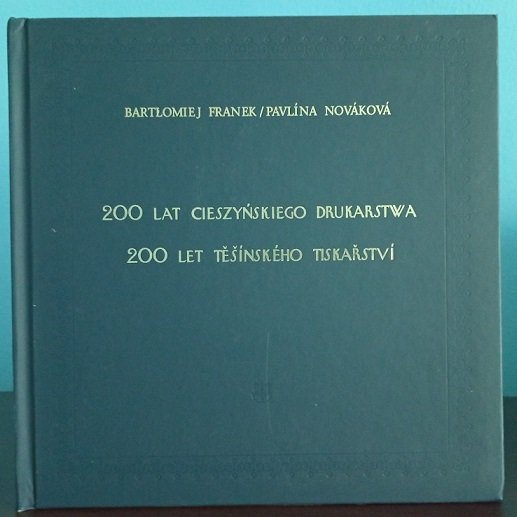 BARTŁOMIEJ FRANEK/PAVLÍNA NOVÁKOVÁ
200 LAT CIESZYŃSKIEGO DRUKARSTWA
200 LET TĚŠÍNSKÉHO TISKAŘSTVÍ